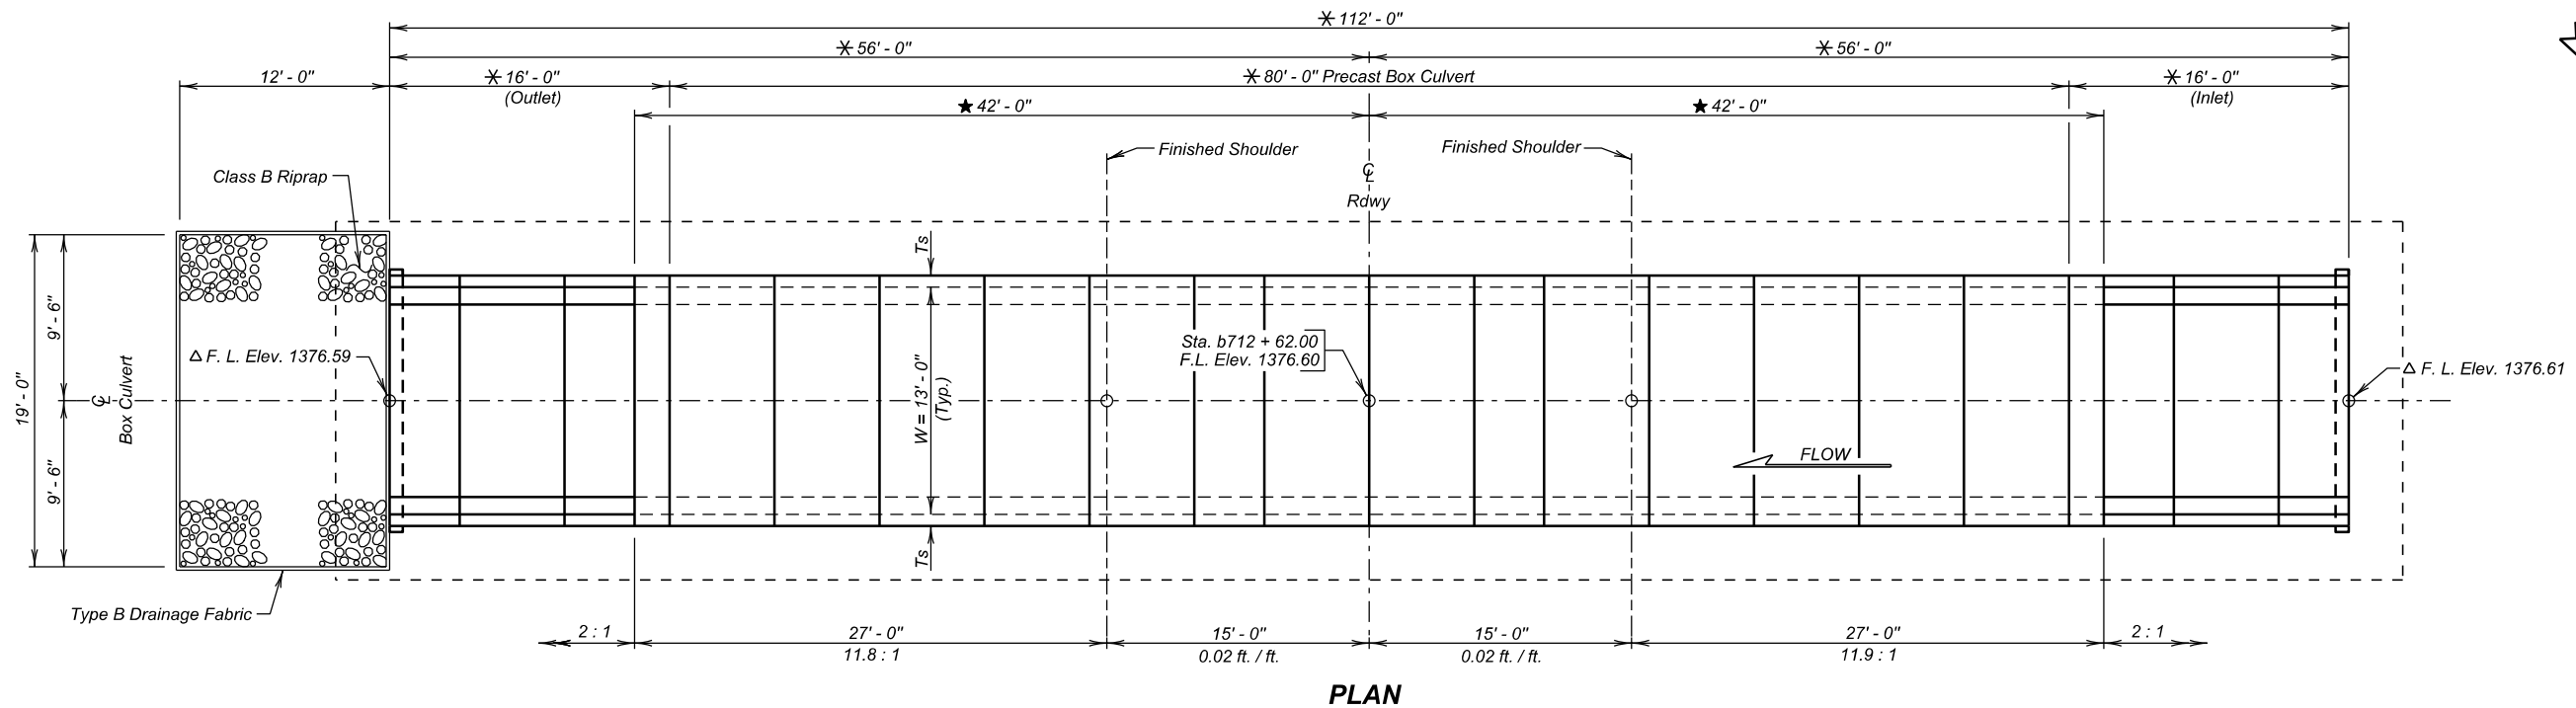 112' - 0"
56' - 0"
56' - 0"
12' - 0"
16' - 0"
(Outlet)
80' - 0" Precast Box Culvert
16' - 0"
(Inlet)
★ 42' - 0"
★ 42' - 0"
Finished Shoulder
Finished Shoulder
℄
Rdwy
Class B Riprap
Ts
9' - 6"
19' - 0"
9' - 6"
℄
Box Culvert
Δ F. L. Elev. 1376.59
W = 13' - 0"
(Typ.)
Sta. b712 + 62.00
F.L. Elev. 1376.60
Δ F. L. Elev. 1376.61
FLOW
Ts
Type B Drainage Fabric
2 : 1
27' - 0"
11.8 : 1
15' - 0"
0.02 ft. / ft.
15' - 0"
0.02 ft. / ft.
27' - 0"
11.9 : 1
2 : 1
PLAN